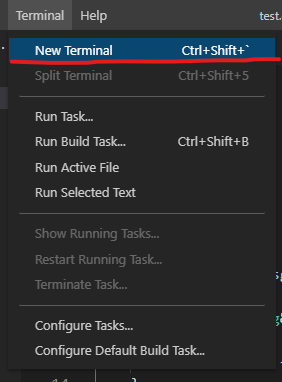 Terminal Help test.
New Terminal Ctrl+Shift+`
Split Terminal Ctrl+Shift+5
Run Task...
Run Build Task... Ctrl+Shift+B
Run Active File
Run Selected Text
Show Running Tasks...
Restart Running Task...
Terminate Task...
Configure Tasks...
Configure Default Build Task...